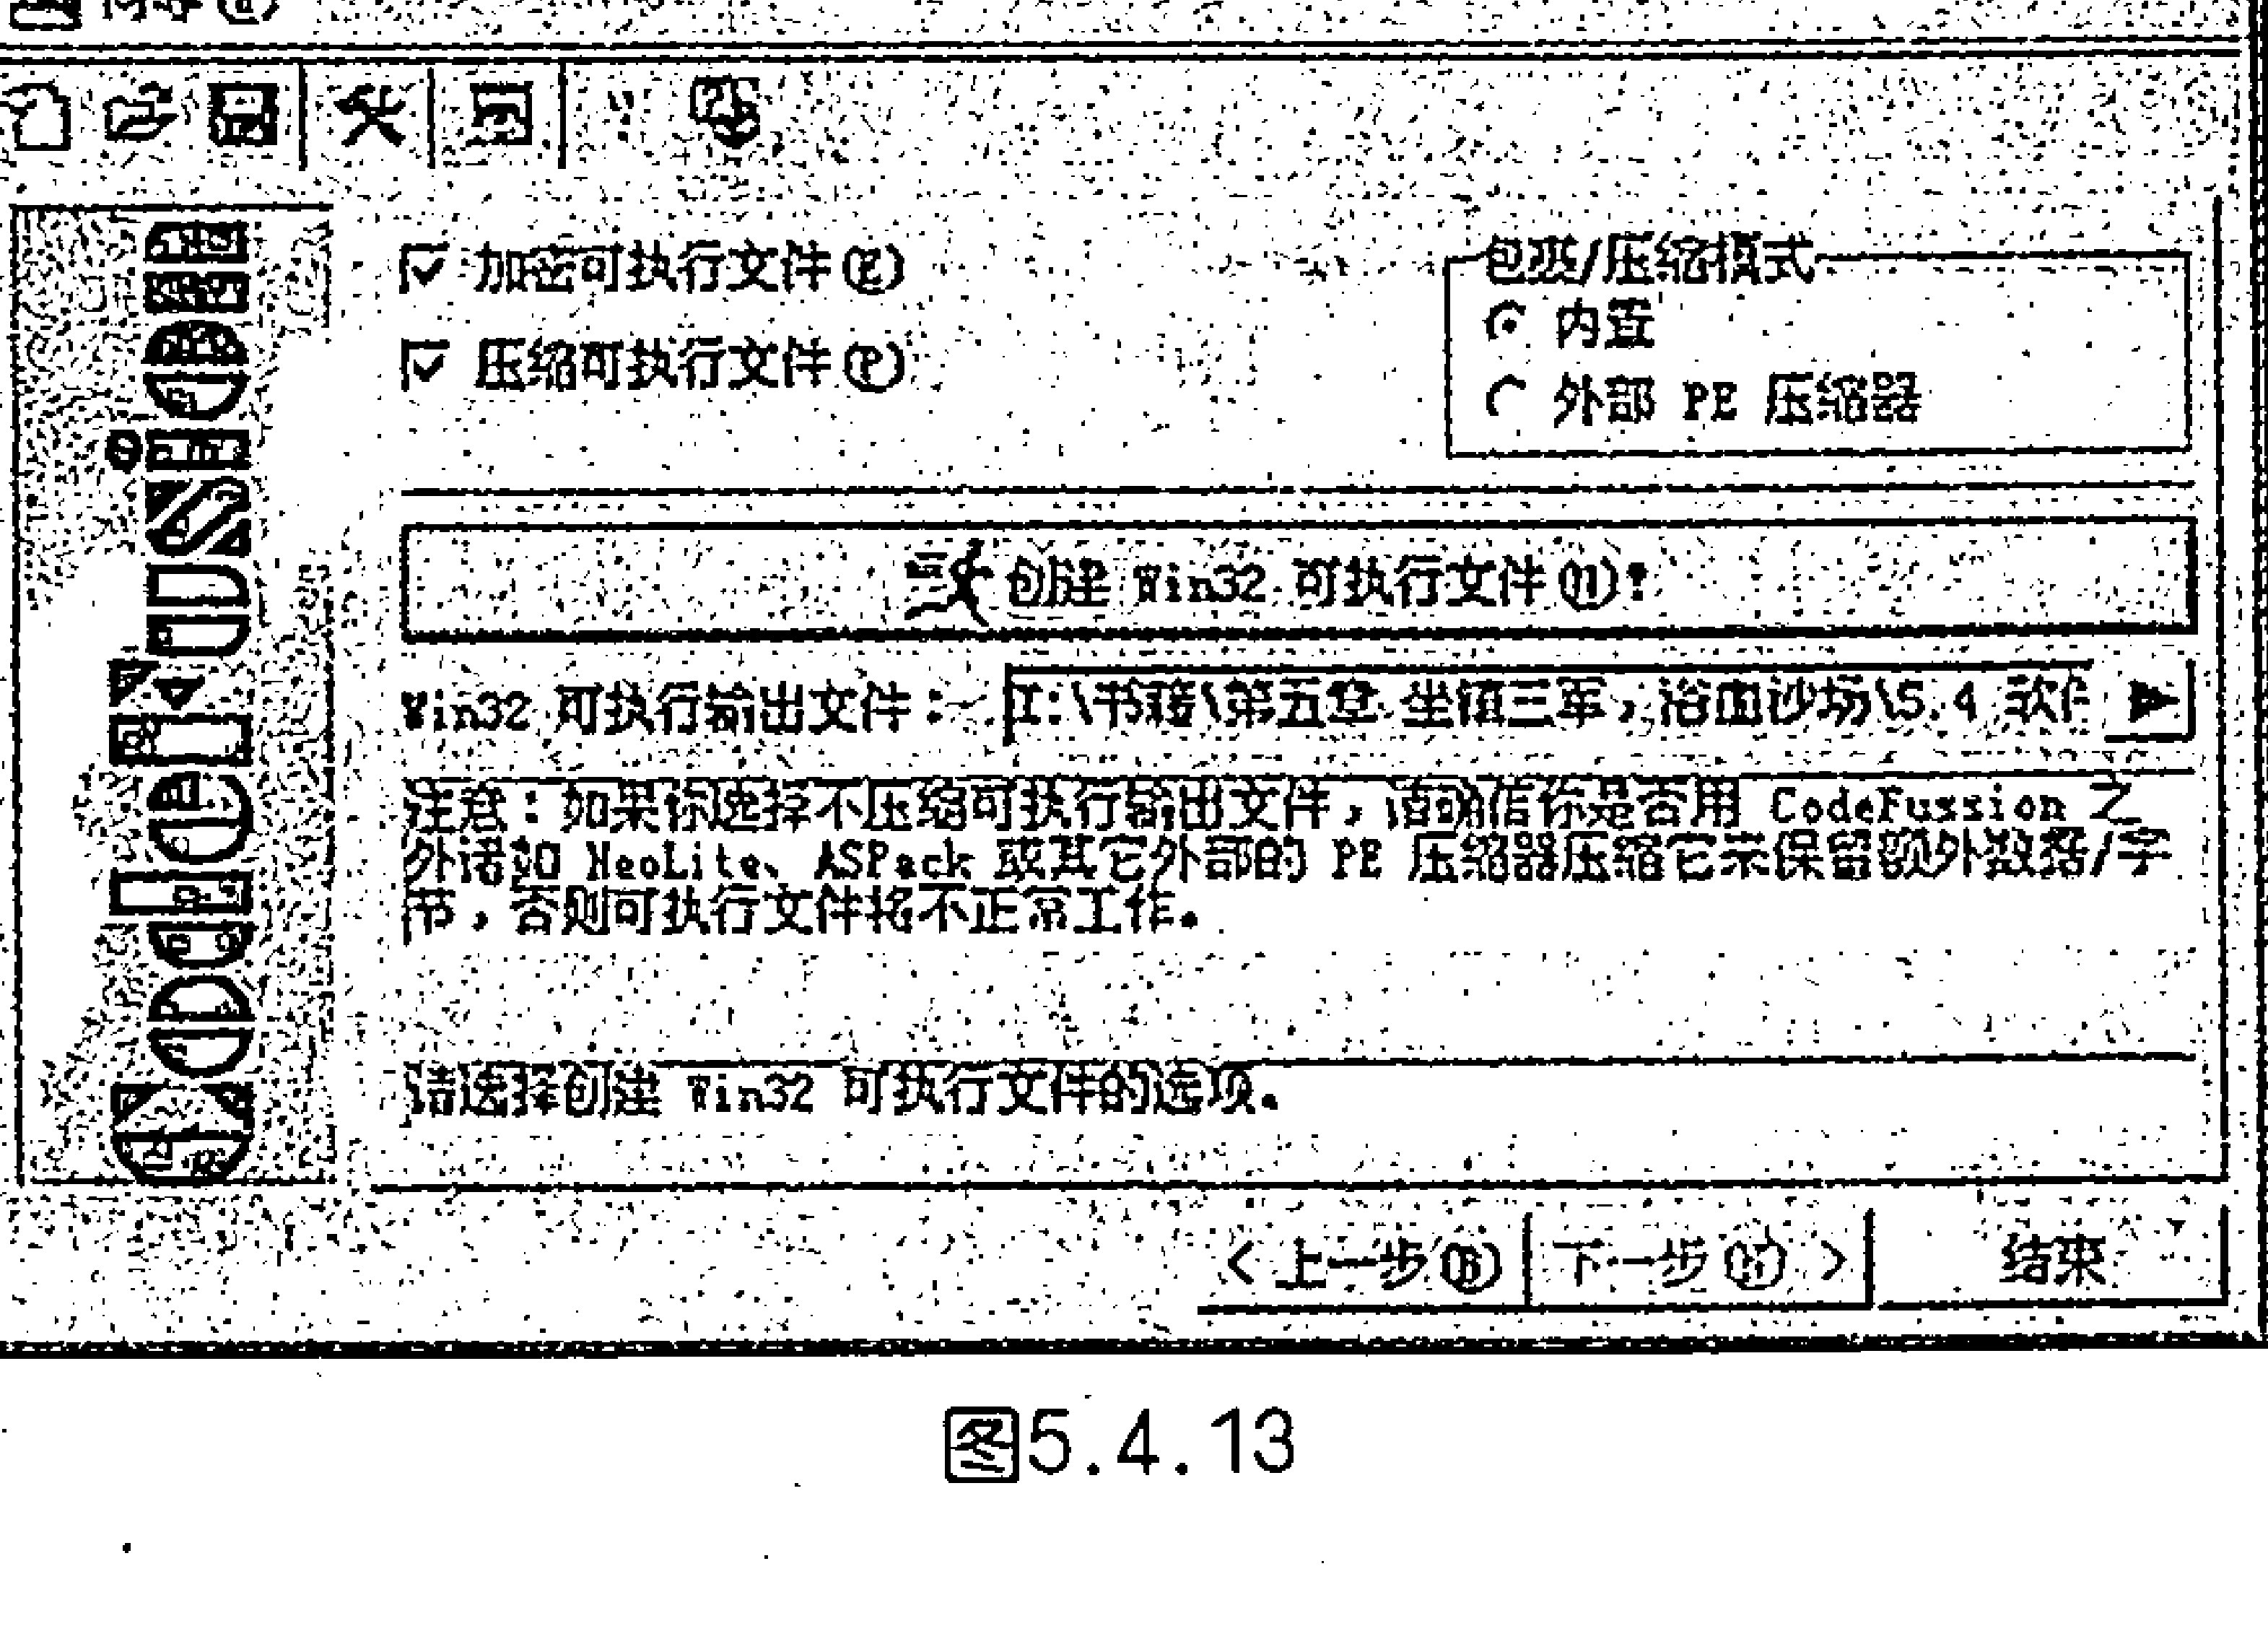 加密可执行文件(E)
压缩可执行文件(P)
包裹/压缩模式
内置
外部 PE 压缩器
创建 Win32 可执行文件(W)!
Win32 可执行输出文件: I:\书稿\第五章 坐镇三军,浴血沙场\5.4 软件
注意:如果你选择不压缩可执行输出文件,请确信你是否用 CodeFussion 之
外诸如 NeoLite、ASPack 或其它外部的 PE 压缩器压缩它来保留额外数据/字
节,否则可执行文件将不正常工作。
请选择创建 Win32 可执行文件的选项。
< 上一步(B) 下一步(N) > 结束
图5.4.13